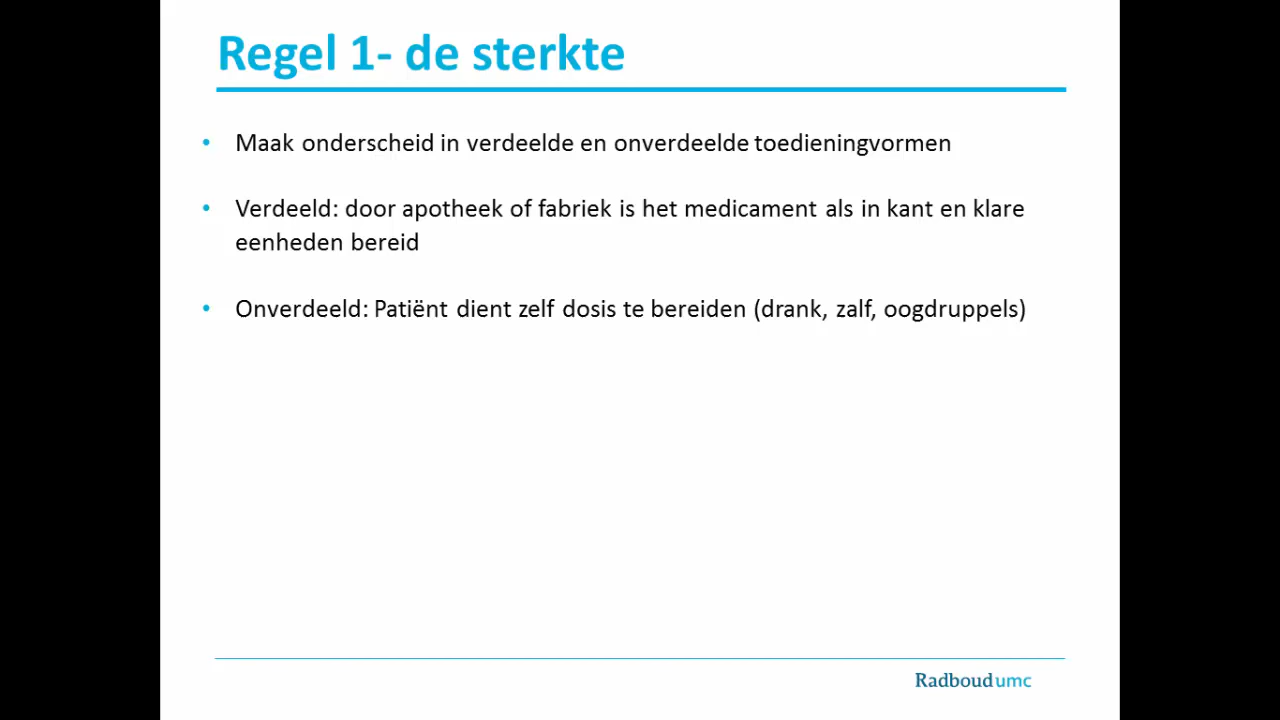 Regel 1- de sterkte
• Maak onderscheid in verdeelde en onverdeelde toedieningvormen
• Verdeeld: door apotheek of fabriek is het medicament als in kant en klare
eenheden bereid
• Onverdeeld: Patiënt dient zelf dosis te bereiden (drank, zalf, oogdruppels)
Radboudumc